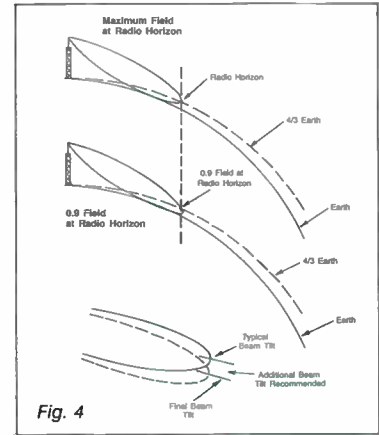 Maximum Field
at Radio Horizon
Radio Horizon
4/3 Earth
Earth
0.9 Field at
Radio Horizon
0.9 Field
at Radio Horizon
4/3 Earth
Earth
Typical
Beam Tilt
Additional Beam
Tilt Recommended
Final Beam
Tilt
Fig. 4